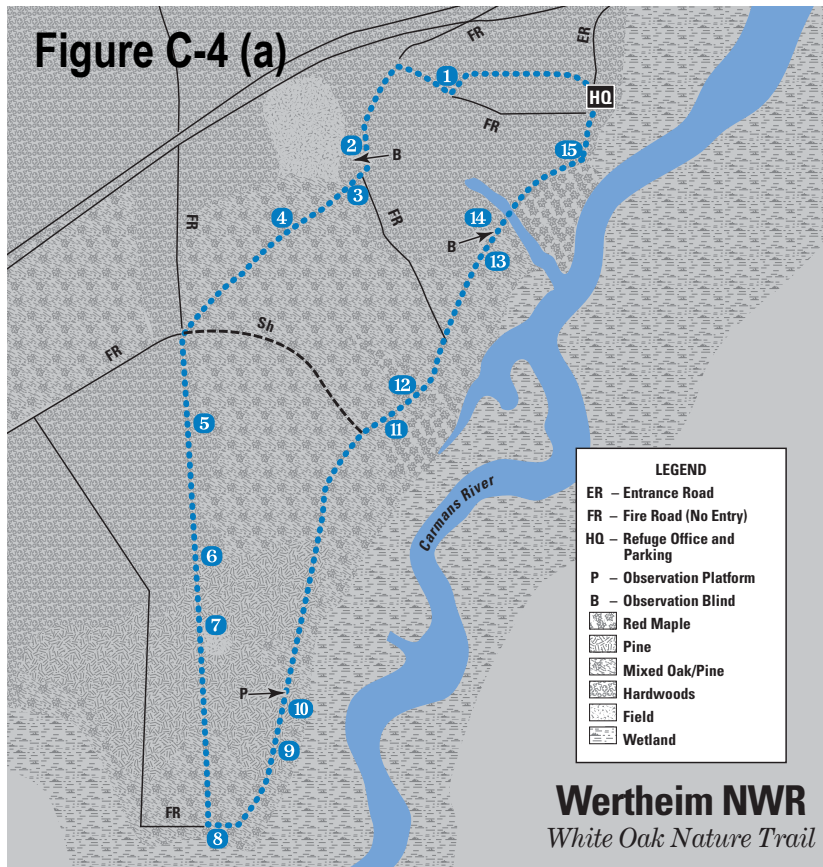 Figure C-4 (a)
FR
ER
1
HQ
FR
2
B
15
3
4
14
FR
FR
B
13
Sh
FR
12
5
11
Carmans River
6
7
P
10
9
FR
8
LEGEND
ER – Entrance Road
FR – Fire Road (No Entry)
HQ – Refuge Office and
Parking
P – Observation Platform
B – Observation Blind
Red Maple
Pine
Mixed Oak/Pine
Hardwoods
Field
Wetland
Wertheim NWR
White Oak Nature Trail